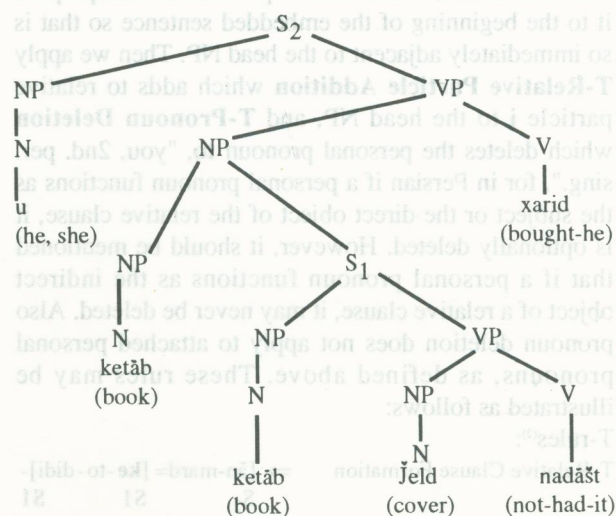 S₂
NP VP
N NP V
u xarid
(he, she) (bought-he)
NP S1
N NP VP
ketāb
(book) N NP V
N
ketāb Jeld nadāšt
(book) (cover) (not-had-it)